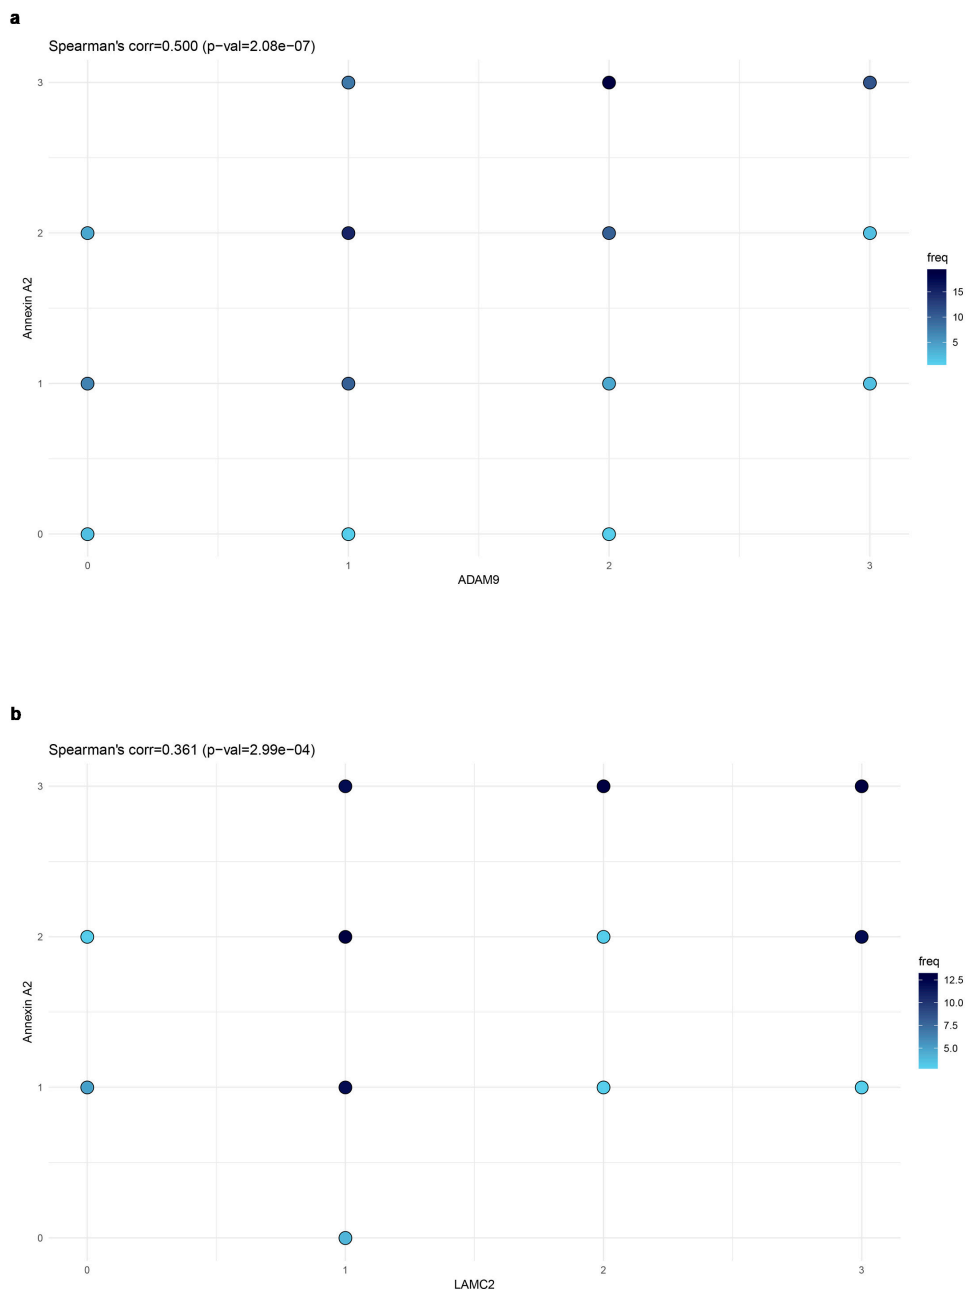 a
Spearman's corr=0.500 (p−val=2.08e−07)
3
2
1
0
Annexin A2
0 1 2 3
ADAM9
freq
15
10
5
b
Spearman's corr=0.361 (p−val=2.99e−04)
3
2
1
0
Annexin A2
0 1 2 3
LAMC2
freq
12.5
10.0
7.5
5.0